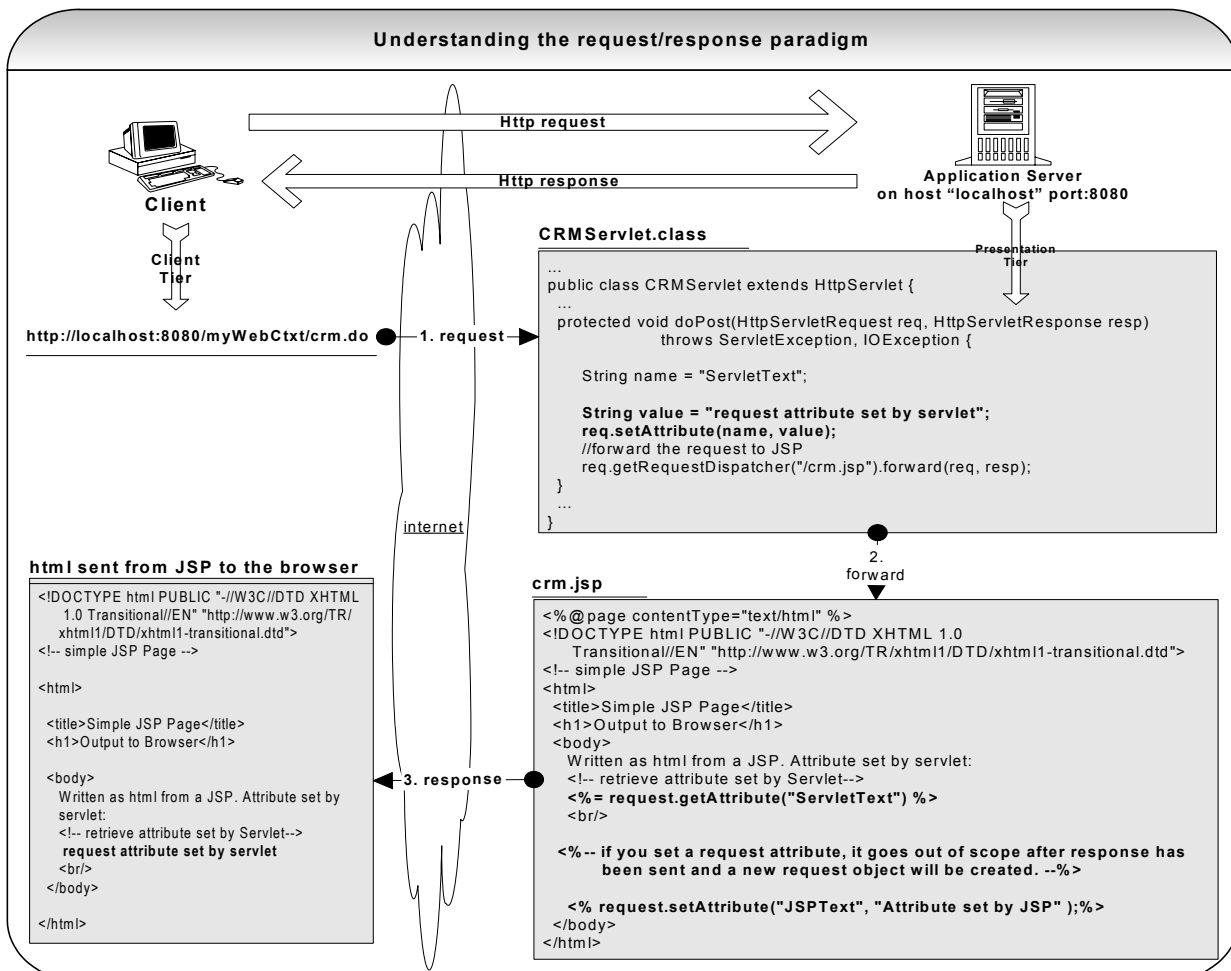 Understanding the request/response paradigm
Http request
Http response
Client
Application Server
on host “localhost” port:8080
Client
Tier
Presentation
Tier
http://localhost:8080/myWebCtxt/crm.do
1. request
CRMServlet.class
...
public class CRMServlet extends HttpServlet {
...
protected void doPost(HttpServletRequest req, HttpServletResponse resp)
throws ServletException, IOException {
String name = "ServletText";
String value = "request attribute set by servlet";
req.setAttribute(name, value);
//forward the request to JSP
req.getRequestDispatcher("/crm.jsp").forward(req, resp);
}
...
}
internet
2.
forward
html sent from JSP to the browser
<!DOCTYPE html PUBLIC "-//W3C//DTD XHTML
1.0 Transitional//EN" "http://www.w3.org/TR/
xhtml1/DTD/xhtml1-transitional.dtd">
<!-- simple JSP Page -->
<html>
<title>Simple JSP Page</title>
<h1>Output to Browser</h1>
<body>
Written as html from a JSP. Attribute set by
servlet:
<!-- retrieve attribute set by Servlet-->
request attribute set by servlet
<br/>
</body>
</html>
3. response
crm.jsp
<%@page contentType="text/html" %>
<!DOCTYPE html PUBLIC "-//W3C//DTD XHTML 1.0
Transitional//EN" "http://www.w3.org/TR/xhtml1/DTD/xhtml1-transitional.dtd">
<!-- simple JSP Page -->
<html>
<title>Simple JSP Page</title>
<h1>Output to Browser</h1>
<body>
Written as html from a JSP. Attribute set by servlet:
<!-- retrieve attribute set by Servlet-->
<%= request.getAttribute("ServletText") %>
<br/>
<%-- if you set a request attribute, it goes out of scope after response has
been sent and a new request object will be created. --%>
<% request.setAttribute("JSPText", "Attribute set by JSP" );%>
</body>
</html>